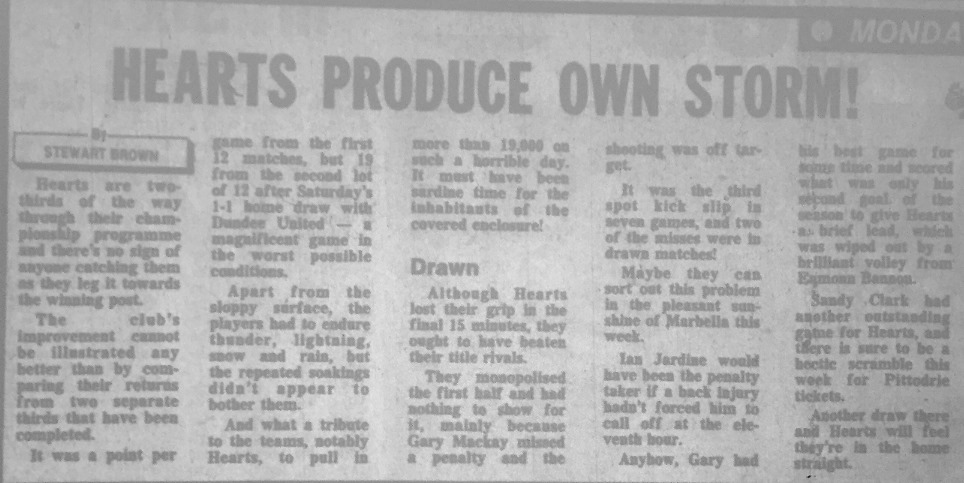 MONDA
HEARTS PRODUCE OWN STORM!
By
STEWART BROWN
Hearts are two-
thirds of the way
through their cham-
pionship programme
and there's no sign of
anyone catching them
as they leg it towards
the winning post.
The club's
improvement cannot
be illustrated any
better than by com-
paring their returns
from two separate
thirds that have been
completed.
It was a point per
game from the first
12 matches, but 19
from the second lot
of 12 after Saturday's
1-1 home draw with
Dundee United — a
magnificent game in
the worst possible
conditions.
Apart from the
sloppy surface, the
players had to endure
thunder, lightning,
snow and rain, but
the repeated soakings
didn't appear to
bother them.
And what a tribute
to the teams, notably
Hearts, to pull in
more than 19,000 on
such a horrible day.
It must have been
sardine time for the
inhabitants of the
covered enclosure!
Drawn
Although Hearts
lost their grip in the
final 15 minutes, they
ought to have beaten
their title rivals.
They monopolised
the first half and had
nothing to show for
it, mainly because
Gary Mackay missed
a penalty and the
shooting was off tar-
get.
It was the third
spot kick slip in
seven games, and two
of the misses were in
drawn matches!
Maybe they can
sort out this problem
in the pleasant sun-
shine of Marbella this
week.
Ian Jardine would
have been the penalty
taker if a back injury
hadn't forced him to
call off at the ele-
venth hour.
Anyhow, Gary had
his best game for
some time and scored
what was only his
second goal of the
season to give Hearts
a brief lead, which
was wiped out by a
brilliant volley from
Eamonn Bannon.
Sandy Clark had
another outstanding
game for Hearts, and
there is sure to be a
hectic scramble this
week for Pittodrie
tickets.
Another draw there
and Hearts will feel
they're in the home
straight.